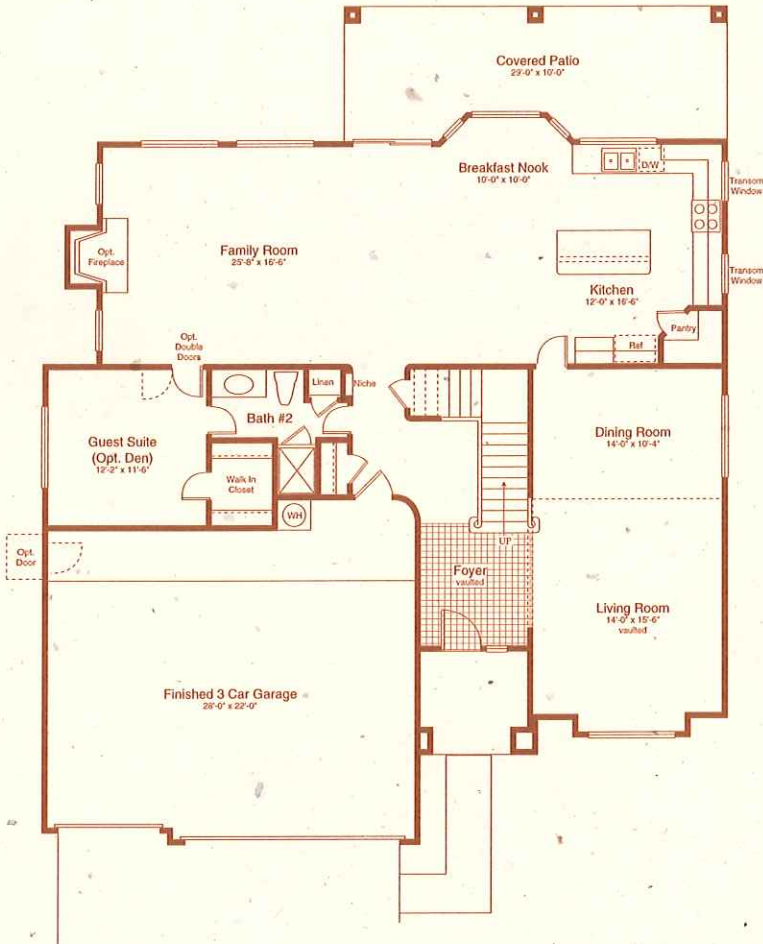 Covered Patio
29'-0" x 10'-0"
Breakfast Nook
10'-0" x 10'-0"
D/W
Transom
Window
Opt.
Fireplace
Family Room
25'-8" x 16'-6"
Transom
Window
Kitchen
12'-0" x 16'-6"
Pantry
Ref
Opt.
Double
Doors
Linen
Niche
Bath #2
Guest Suite
(Opt. Den)
12'-2" x 11'-6"
Walk In
Closet
Dining Room
14'-0" x 10'-4"
WH
UP
Opt.
Door
Foyer
vaulted
Living Room
14'-0" x 15'-6"
vaulted
Finished 3 Car Garage
28'-0" x 22'-0"